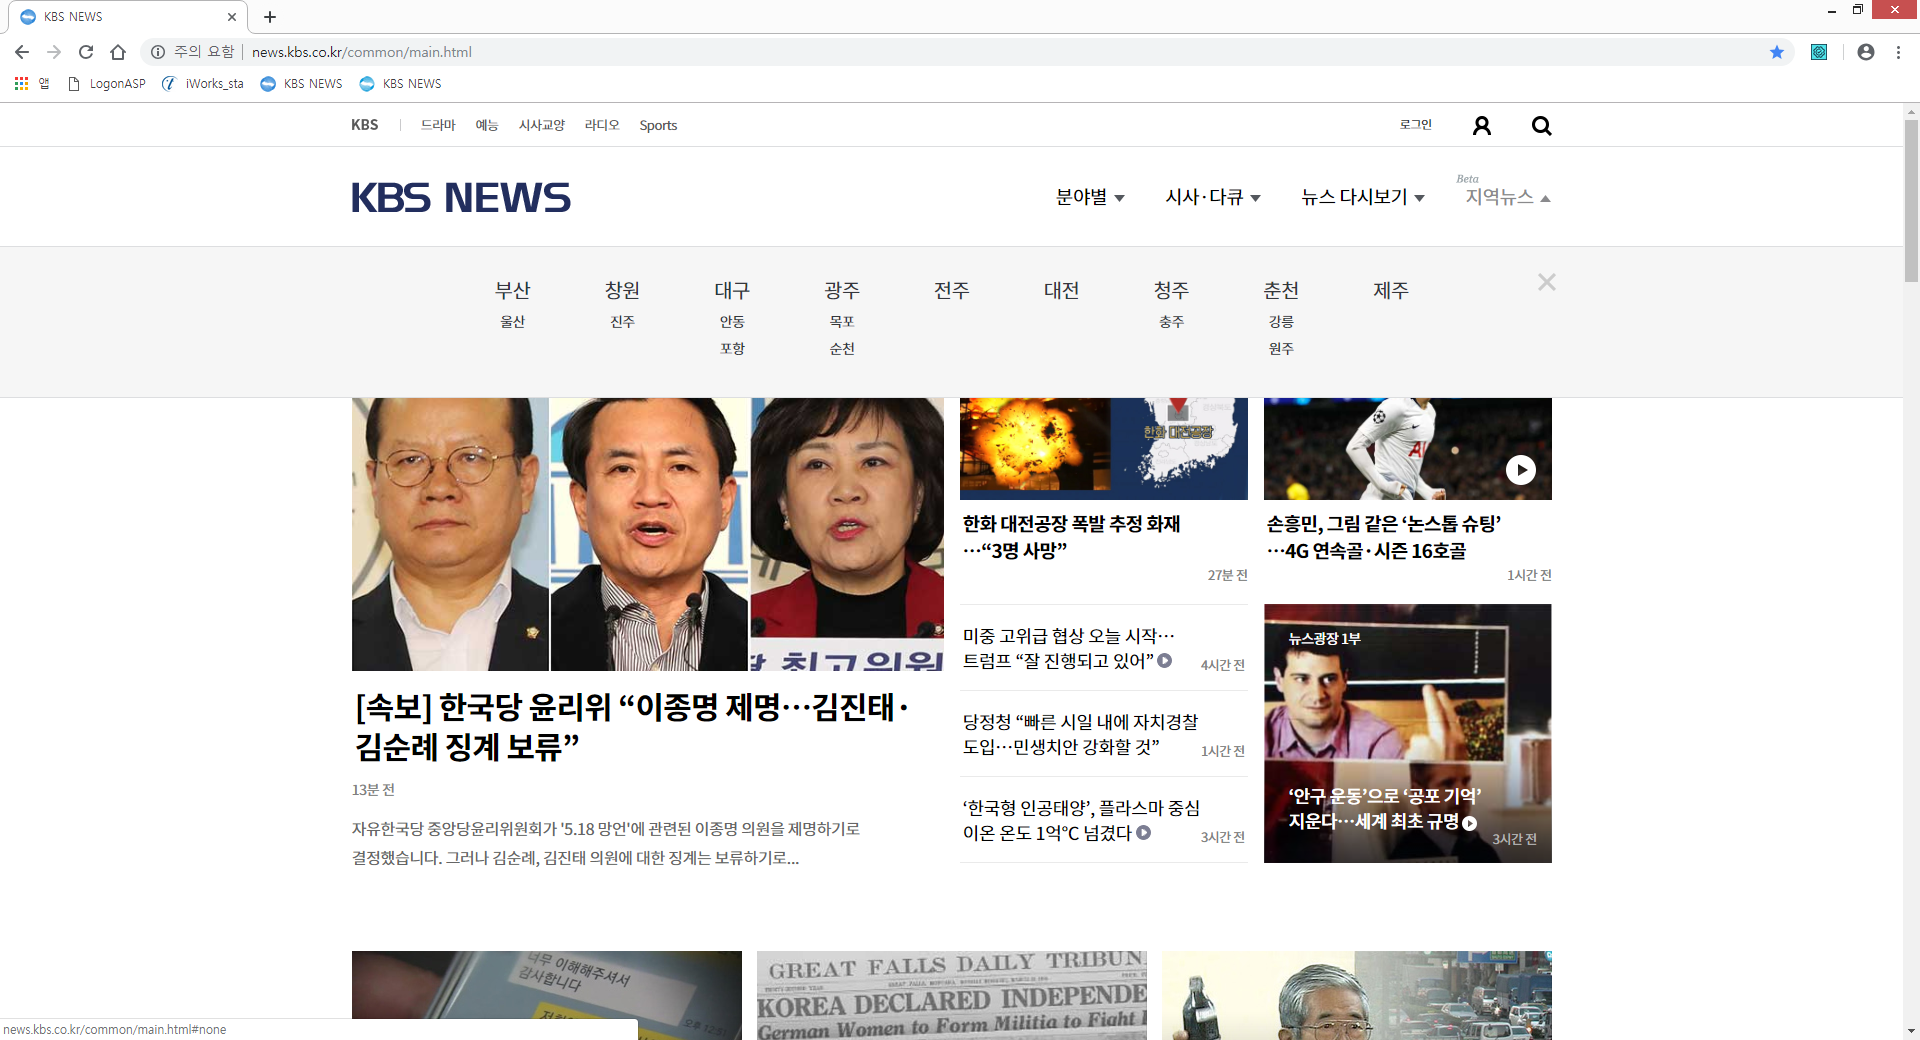 KBS NEWS
주의 요함
news.kbs.co.kr/common/main.html
앱
LogonASP
iWorks_sta
KBS NEWS
KBS NEWS
KBS
드라마
예능
시사교양
라디오
Sports
로그인
KBS NEWS
분야별
시사·다큐
뉴스 다시보기
Beta
지역뉴스
부산
창원
대구
광주
전주
대전
청주
춘천
제주
울산
진주
안동
목포
충주
강릉
포항
순천
원주
한화 대전공장
최고위원
[속보] 한국당 윤리위 “이종명 제명…김진태·
김순례 징계 보류”
13분 전
자유한국당 중앙당윤리위원회가 '5.18 망언'에 관련된 이종명 의원을 제명하기로
결정했습니다. 그러나 김순례, 김진태 의원에 대한 징계는 보류하기로...
한화 대전공장 폭발 추정 화재
…“3명 사망”
27분 전
미중 고위급 협상 오늘 시작…
트럼프 “잘 진행되고 있어”
4시간 전
당정청 “빠른 시일 내에 자치경찰
도입…민생치안 강화할 것”
1시간 전
‘한국형 인공태양’, 플라스마 중심
이온 온도 1억℃ 넘겼다
3시간 전
손흥민, 그림 같은 ‘논스톱 슈팅’
…4G 연속골·시즌 16호골
1시간 전
뉴스광장 1부
‘안구 운동’으로 ‘공포 기억’
지운다…세계 최초 규명
3시간 전
너무 이해해주셔서
감사합니다
오후 12:51
GREAT FALLS DAILY TRIBUN
KOREA DECLARED INDEPENDE
German Women to Form Militia to Fight
news.kbs.co.kr/common/main.html#none